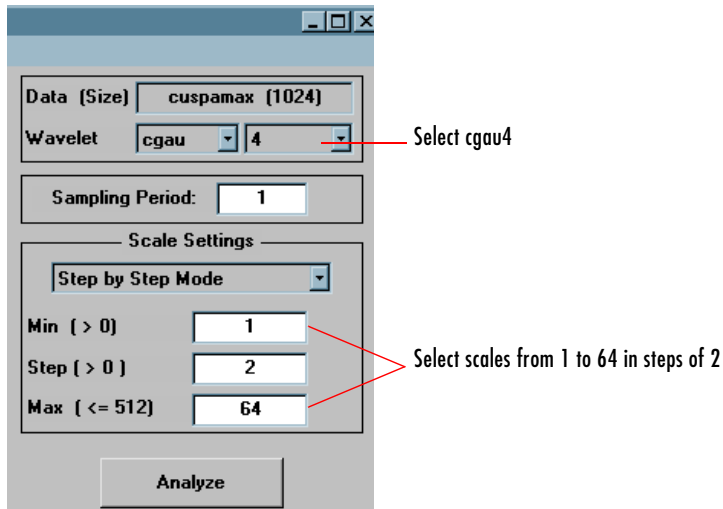 Data (Size) cuspamax (1024)
Wavelet cgau 4
Select cgau4
Sampling Period: 1
Scale Settings
Step by Step Mode
Min ( > 0) 1
Step ( > 0 ) 2
Select scales from 1 to 64 in steps of 2
Max ( <= 512) 64
Analyze